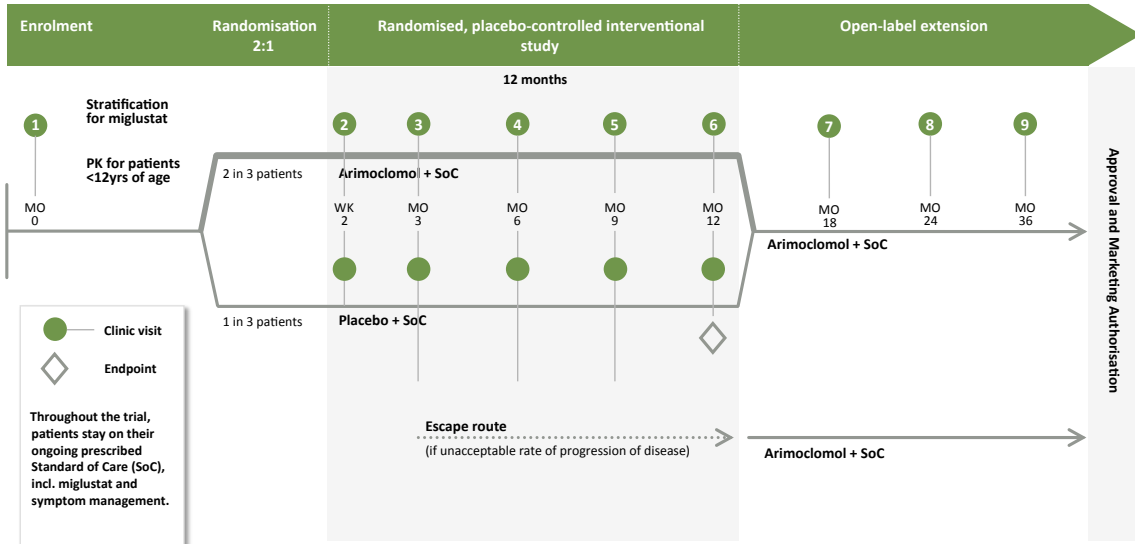 Enrolment
Randomisation
2:1
Randomised, placebo-controlled interventional
study
Open-label extension
12 months
Stratification
for miglustat
PK for patients
<12yrs of age
1
2
3
4
5
6
7
8
9
2 in 3 patients
Arimoclomol + SoC
MO
0
WK
2
MO
3
MO
6
MO
9
MO
12
MO
18
MO
24
MO
36
Arimoclomol + SoC
1 in 3 patients
Placebo + SoC
Clinic visit
Endpoint
Throughout the trial,
patients stay on their
ongoing prescribed
Standard of Care (SoC),
incl. miglustat and
symptom management.
Escape route
(if unacceptable rate of progression of disease)
Arimoclomol + SoC
Approval and Marketing Authorisation